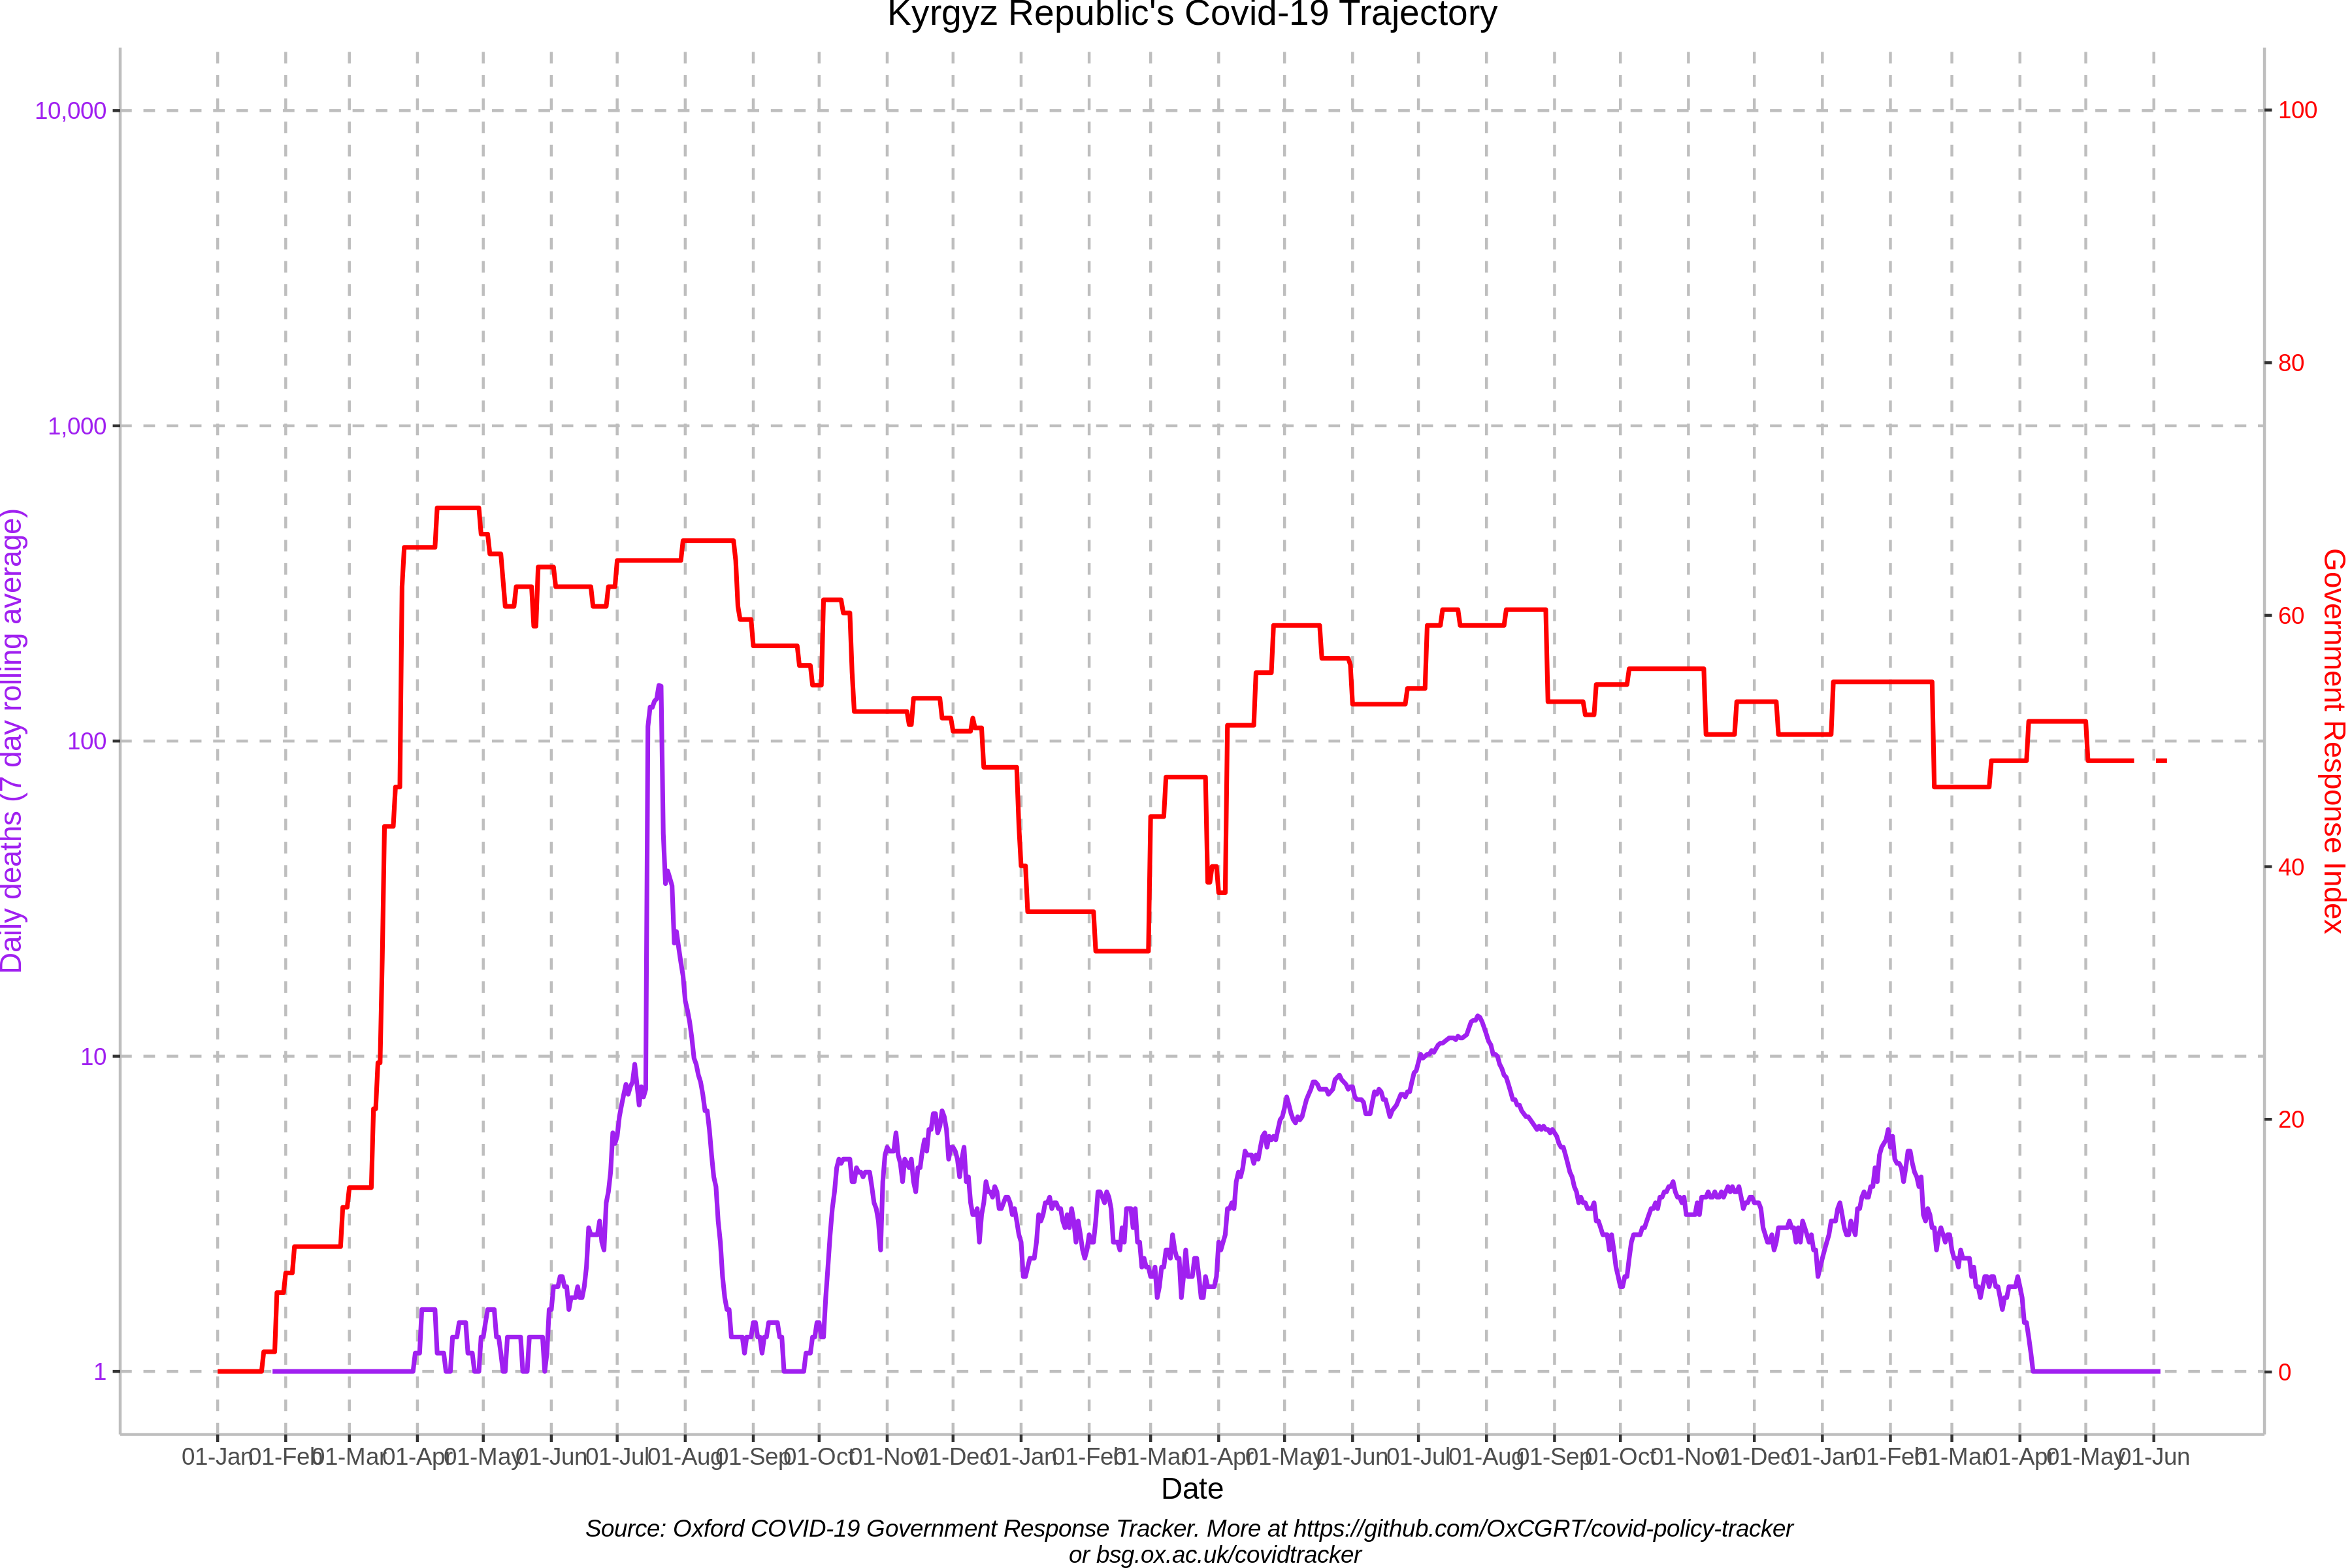 Kyrgyz Republic's Covid-19 Trajectory
10,000
1,000
100
10
1
Daily deaths (7 day rolling average)
100
80
60
40
20
0
Government Response Index
01-Jan 01-Feb 01-Mar 01-Apr 01-May 01-Jun 01-Jul 01-Aug 01-Sep 01-Oct 01-Nov 01-Dec 01-Jan 01-Feb 01-Mar 01-Apr 01-May 01-Jun 01-Jul 01-Aug 01-Sep 01-Oct 01-Nov 01-Dec 01-Jan 01-Feb 01-Mar 01-Apr 01-May 01-Jun
Date
Source: Oxford COVID-19 Government Response Tracker. More at https://github.com/OxCGRT/covid-policy-tracker
or bsg.ox.ac.uk/covidtracker